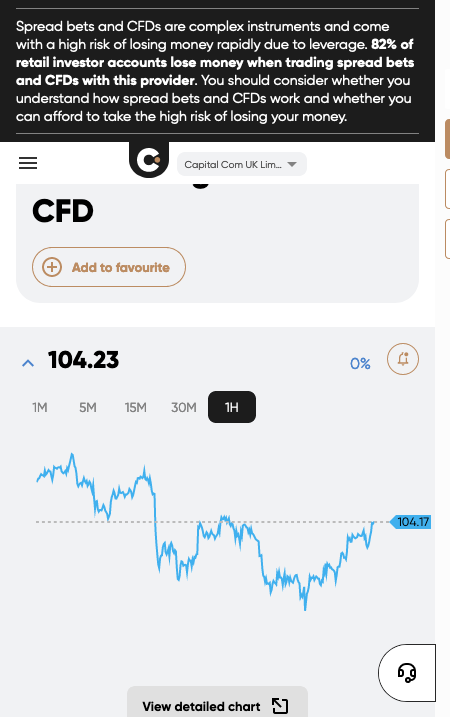 Spread bets and CFDs are complex instruments and come
with a high risk of losing money rapidly due to leverage. 82% of
retail investor accounts lose money when trading spread bets
and CFDs with this provider. You should consider whether you
understand how spread bets and CFDs work and whether you
can afford to take the high risk of losing your money.
Capital Com UK Lim...
CFD
Add to favourite
104.23
0%
1M 5M 15M 30M 1H
104.17
View detailed chart